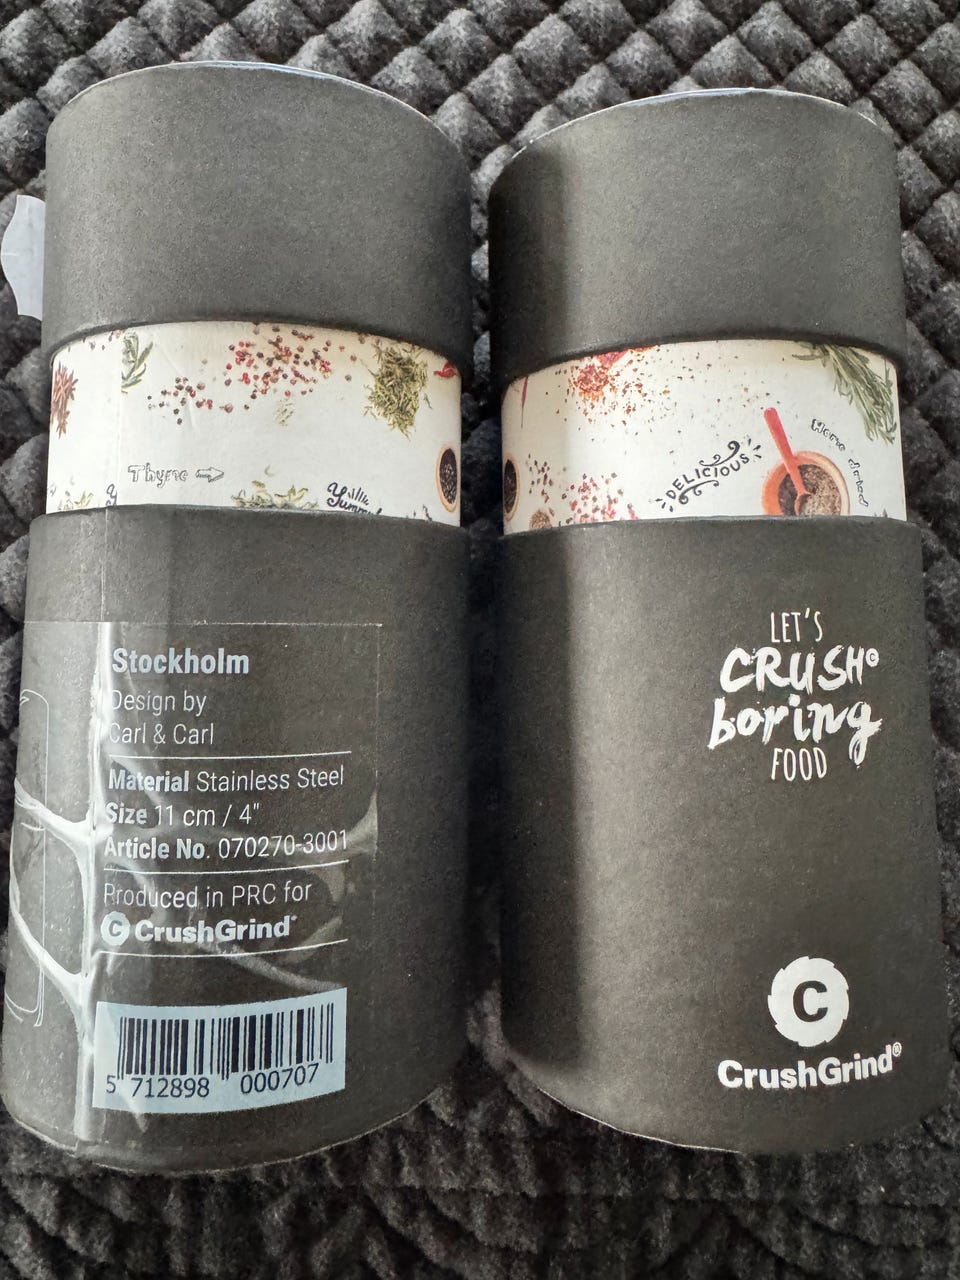 Thyme
Yummy
Stockholm
Design by
Carl & Carl
Material Stainless Steel
Size 11 cm / 4"
Article No. 070270-3001
Produced in PRC for
C CrushGrind®
5 712898 000707
DELICIOUS
LET'S
CRUSH©
boring
FOOD
C
CrushGrind®